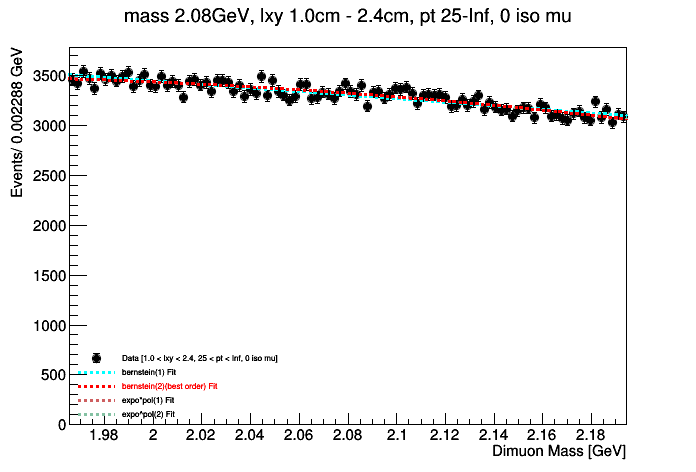 mass 2.08GeV, lxy 1.0cm - 2.4cm, pt 25-Inf, 0 iso mu
Events/ 0.002288 GeV
3500
3000
2500
2000
1500
1000
500
0
Data [1.0 < lxy < 2.4, 25 < pt < Inf, 0 iso mu]
bernstein(1) Fit
bernstein(2)(best order) Fit
expo*pol(1) Fit
expo*pol(2) Fit
1.98 2 2.02 2.04 2.06 2.08 2.1 2.12 2.14 2.16 2.18
Dimuon Mass [GeV]